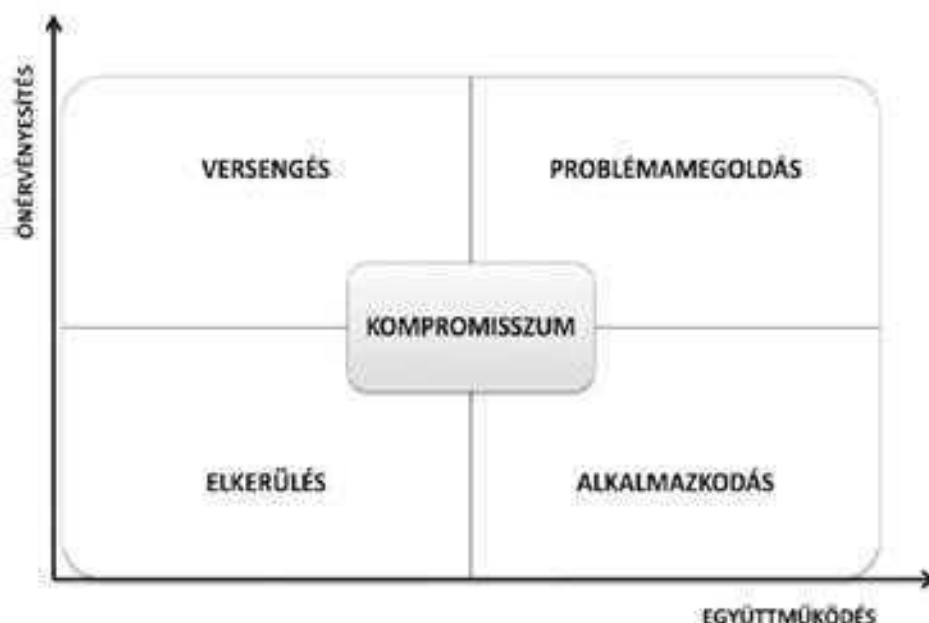 ÖNÉRVÉNYESÍTÉS
VERSENGÉS
PROBLÉMAMEGOLDÁS
KOMPROMISSZUM
ELKERÜLÉS
ALKALMAZKODÁS
EGYÜTTMŰKÖDÉS